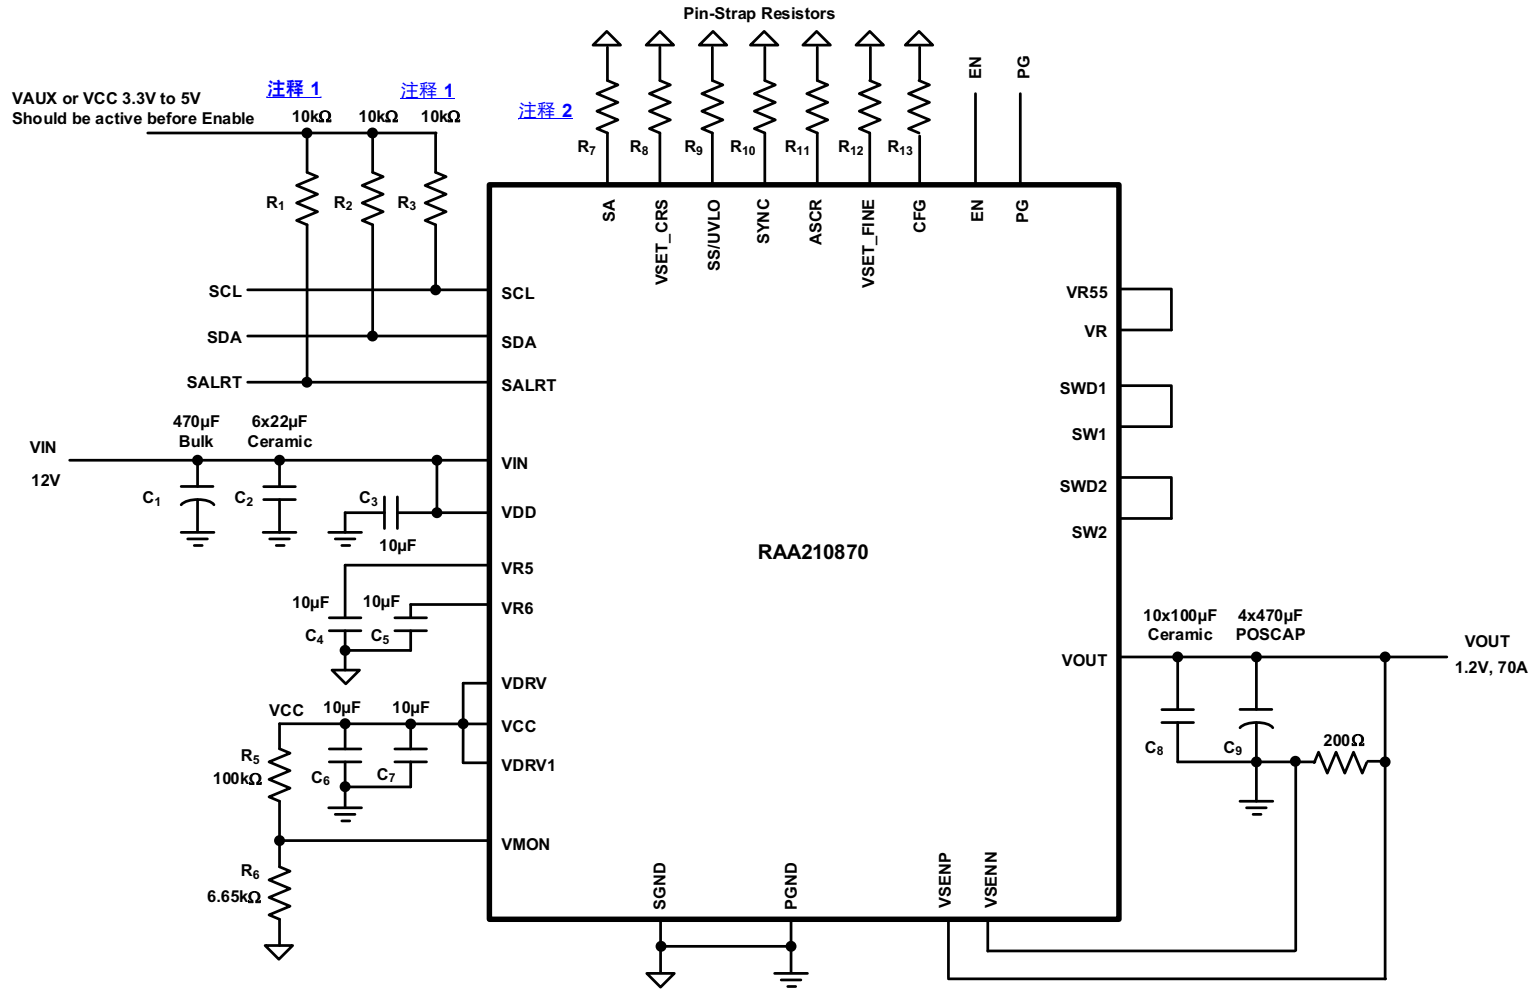 Pin-Strap Resistors
注释 1
注释 1
VAUX or VCC 3.3V to 5V
Should be active before Enable
10kΩ
10kΩ
10kΩ
注释 2
R7
R8
R9
R10
R11
R12
R13
EN
PG
R1
R2
R3
SA
VSET_CRS
SS/UVLO
SYNC
ASCR
VSET_FINE
CFG
EN
PG
SCL
SCL
SDA
SDA
SALRT
SALRT
VR55
VR
SWD1
SW1
SWD2
SW2
470µF
Bulk
6x22µF
Ceramic
VIN
12V
VIN
C1
C2
C3
10µF
VDD
RAA210870
VR5
10µF
10µF
VR6
C4
C5
10x100µF
Ceramic
4x470µF
POSCAP
VOUT
VOUT
1.2V, 70A
C8
C9
200Ω
VDRV
VCC
10µF
10µF
VCC
VDRV1
R5
100kΩ
C6
C7
VMON
R6
6.65kΩ
SGND
PGND
VSENP
VSENN